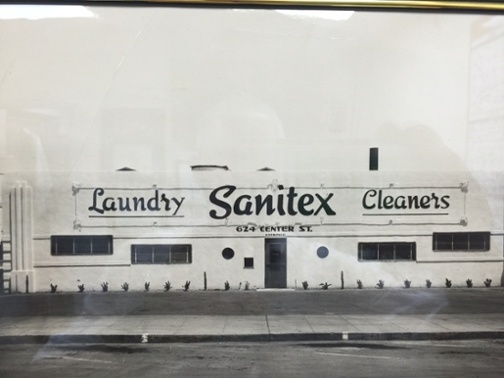 Laundry Sanitex Cleaners
624 CENTER ST.